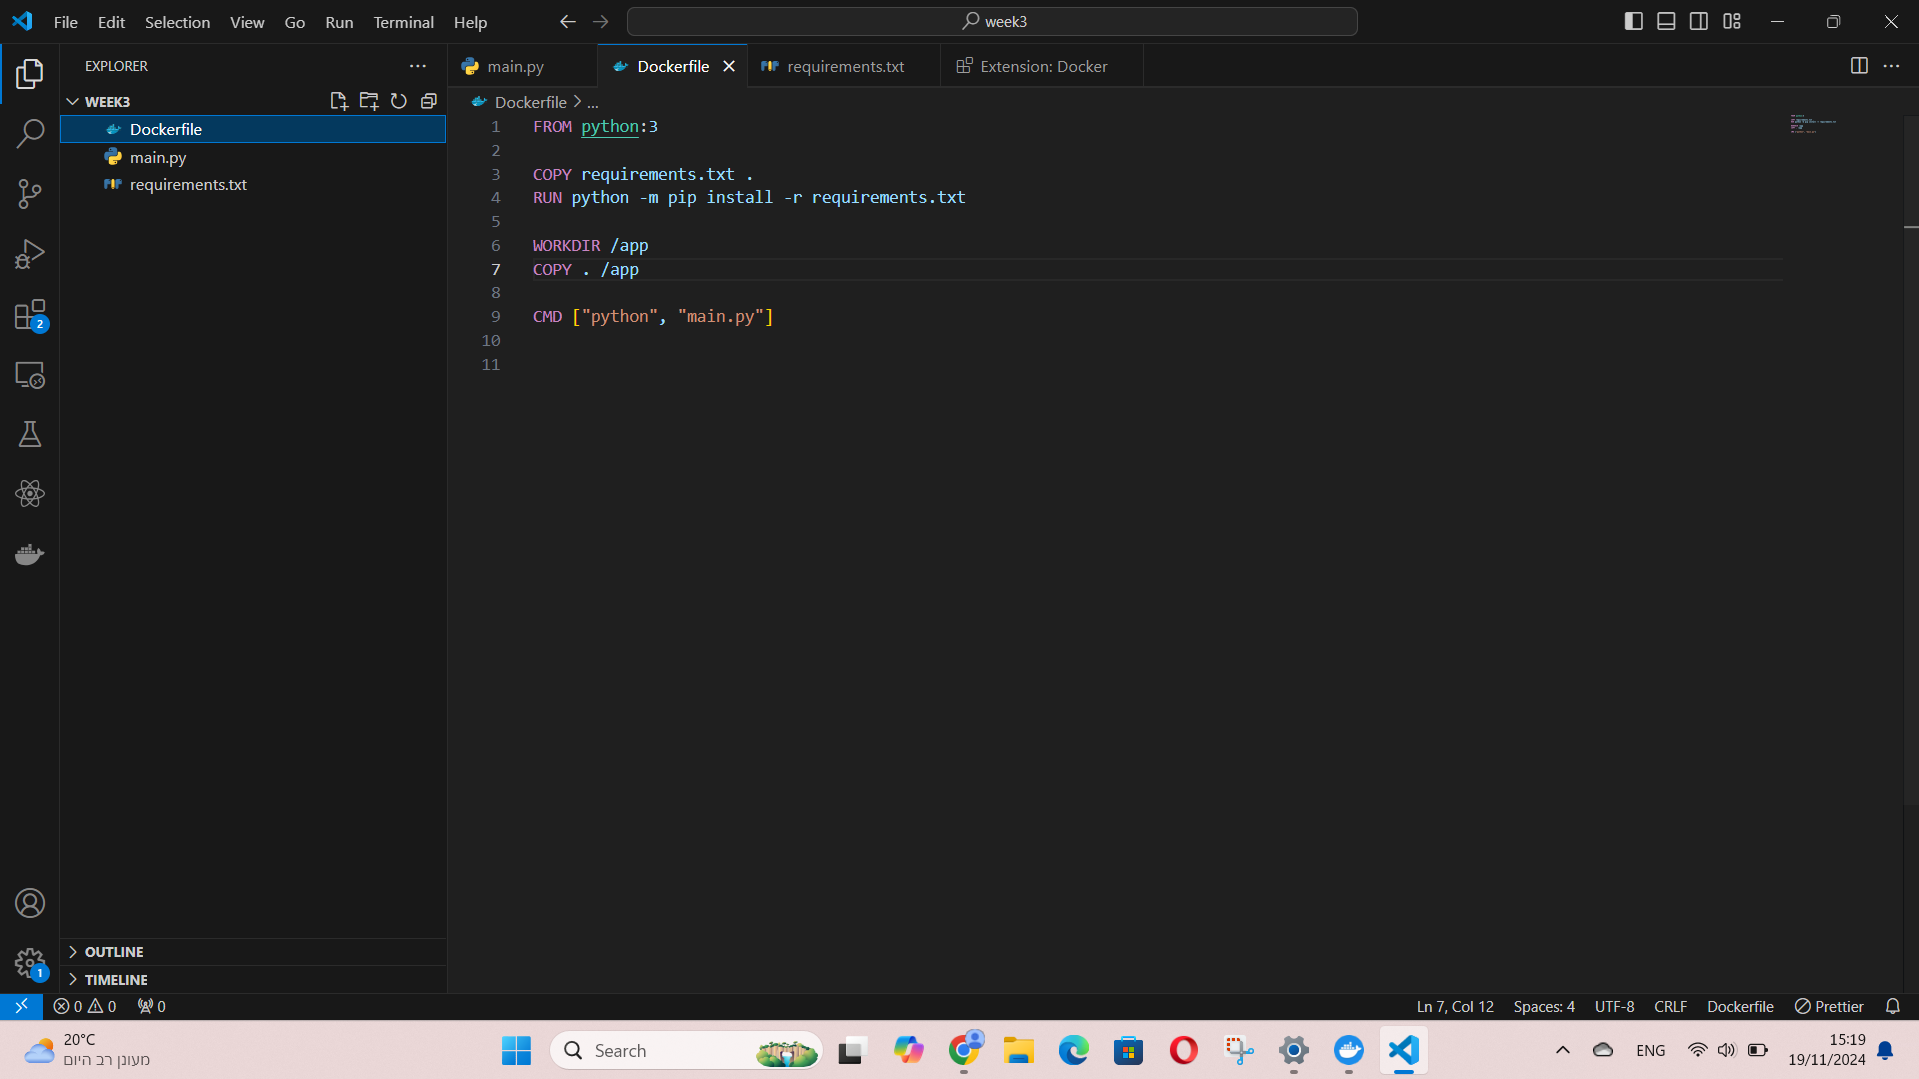 File Edit Selection View Go Run Terminal Help
week3
EXPLORER
WEEK3
Dockerfile
main.py
requirements.txt
OUTLINE
TIMELINE
2
1
main.py
Dockerfile
requirements.txt
Extension: Docker
Dockerfile > ...
1 FROM python:3
2
3 COPY requirements.txt .
4 RUN python -m pip install -r requirements.txt
5
6 WORKDIR /app
7 COPY . /app
8
9 CMD ["python", "main.py"]
10
11
0 0 0
Ln 7, Col 12 Spaces: 4 UTF-8 CRLF Dockerfile Prettier
20°C
מעונן רב היום
Search
ENG
15:19
19/11/2024